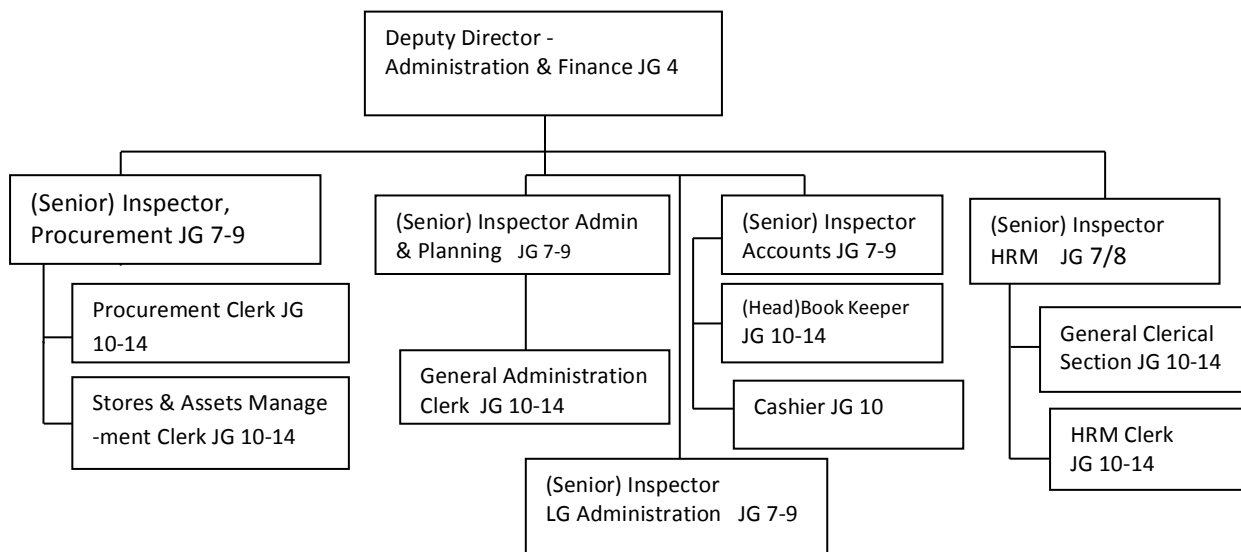 Deputy Director -
Administration & Finance JG 4
(Senior) Inspector,
Procurement JG 7-9
(Senior) Inspector Admin
& Planning JG 7-9
(Senior) Inspector
Accounts JG 7-9
(Senior) Inspector
HRM JG 7/8
Procurement Clerk JG
10-14
Stores & Assets Manage
-ment Clerk JG 10-14
General Administration
Clerk JG 10-14
(Head)Book Keeper
JG 10-14
Cashier JG 10
General Clerical
Section JG 10-14
HRM Clerk
JG 10-14
(Senior) Inspector
LG Administration JG 7-9